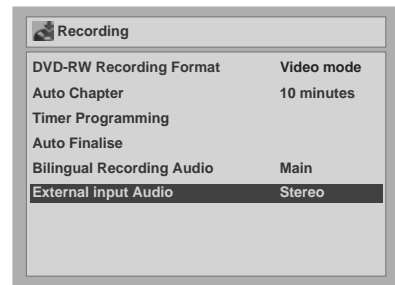 Recording
DVD-RW Recording Format Video mode
Auto Chapter 10 minutes
Timer Programming
Auto Finalise
Bilingual Recording Audio Main
External input Audio Stereo